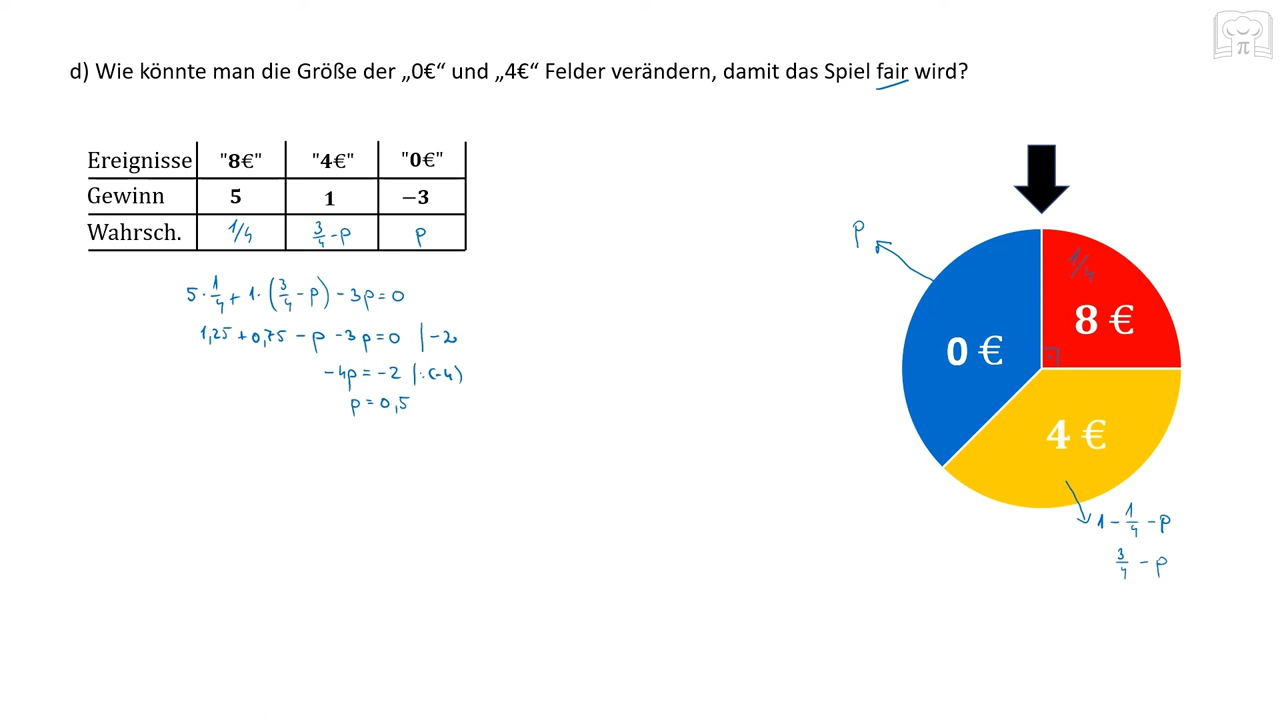 d) Wie könnte man die Größe der „0€“ und „4€“ Felder verändern, damit das Spiel fair wird?
Ereignisse "8€" "4€" "0€"
Gewinn 5 1 −3
Wahrsch. 1/4 3/4 - p p
5 · 1/4 + 1 · (3/4 - p) - 3p = 0
1,25 + 0,75 - p - 3p = 0 | -2
-4p = -2 | :(-4)
p = 0,5
p
1/4
8 €
0 €
4 €
1 - 1/4 - p
3/4 - p
π